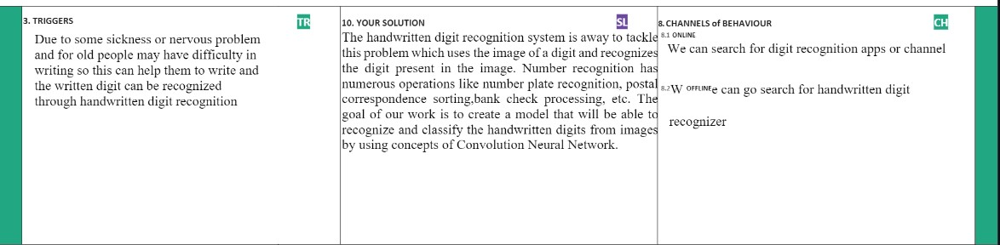 3. TRIGGERS
TR
Due to some sickness or nervous problem
and for old people may have difficulty in
writing so this can help them to write and
the written digit can be recognized
through handwritten digit recognition
10. YOUR SOLUTION
SL
The handwritten digit recognition system is away to tackle
this problem which uses the image of a digit and recognizes
the digit present in the image. Number recognition has
numerous operations like number plate recognition, postal
correspondence sorting,bank check processing, etc. The
goal of our work is to create a model that will be able to
recognize and classify the handwritten digits from images
by using concepts of Convolution Neural Network.
8. CHANNELS of BEHAVIOUR
CH
8.1 ONLINE
We can search for digit recognition apps or channel
8.2W OFFLINEe can go search for handwritten digit
recognizer